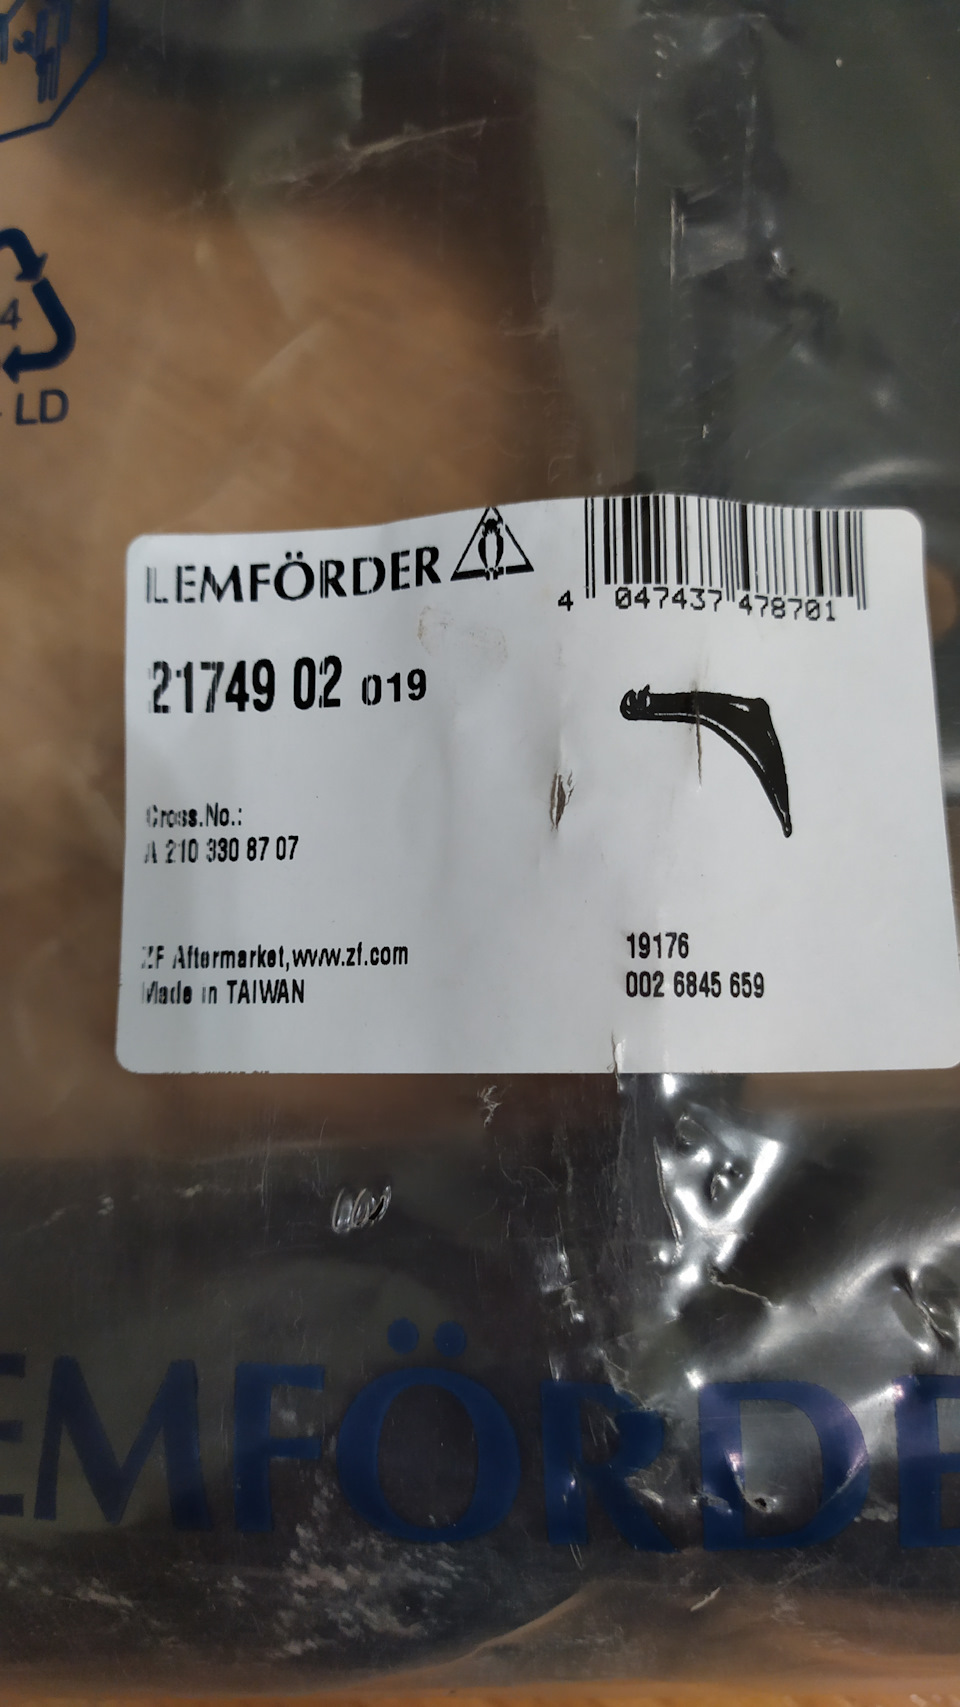 4
LD
LEMFÖRDER
4 047437 478701
21749 02 019
Cross.No.:
A 210 330 87 07
ZF Aftermarket,www.zf.com
Made in TAIWAN
19176
002 6845 659
EMFÖRDE